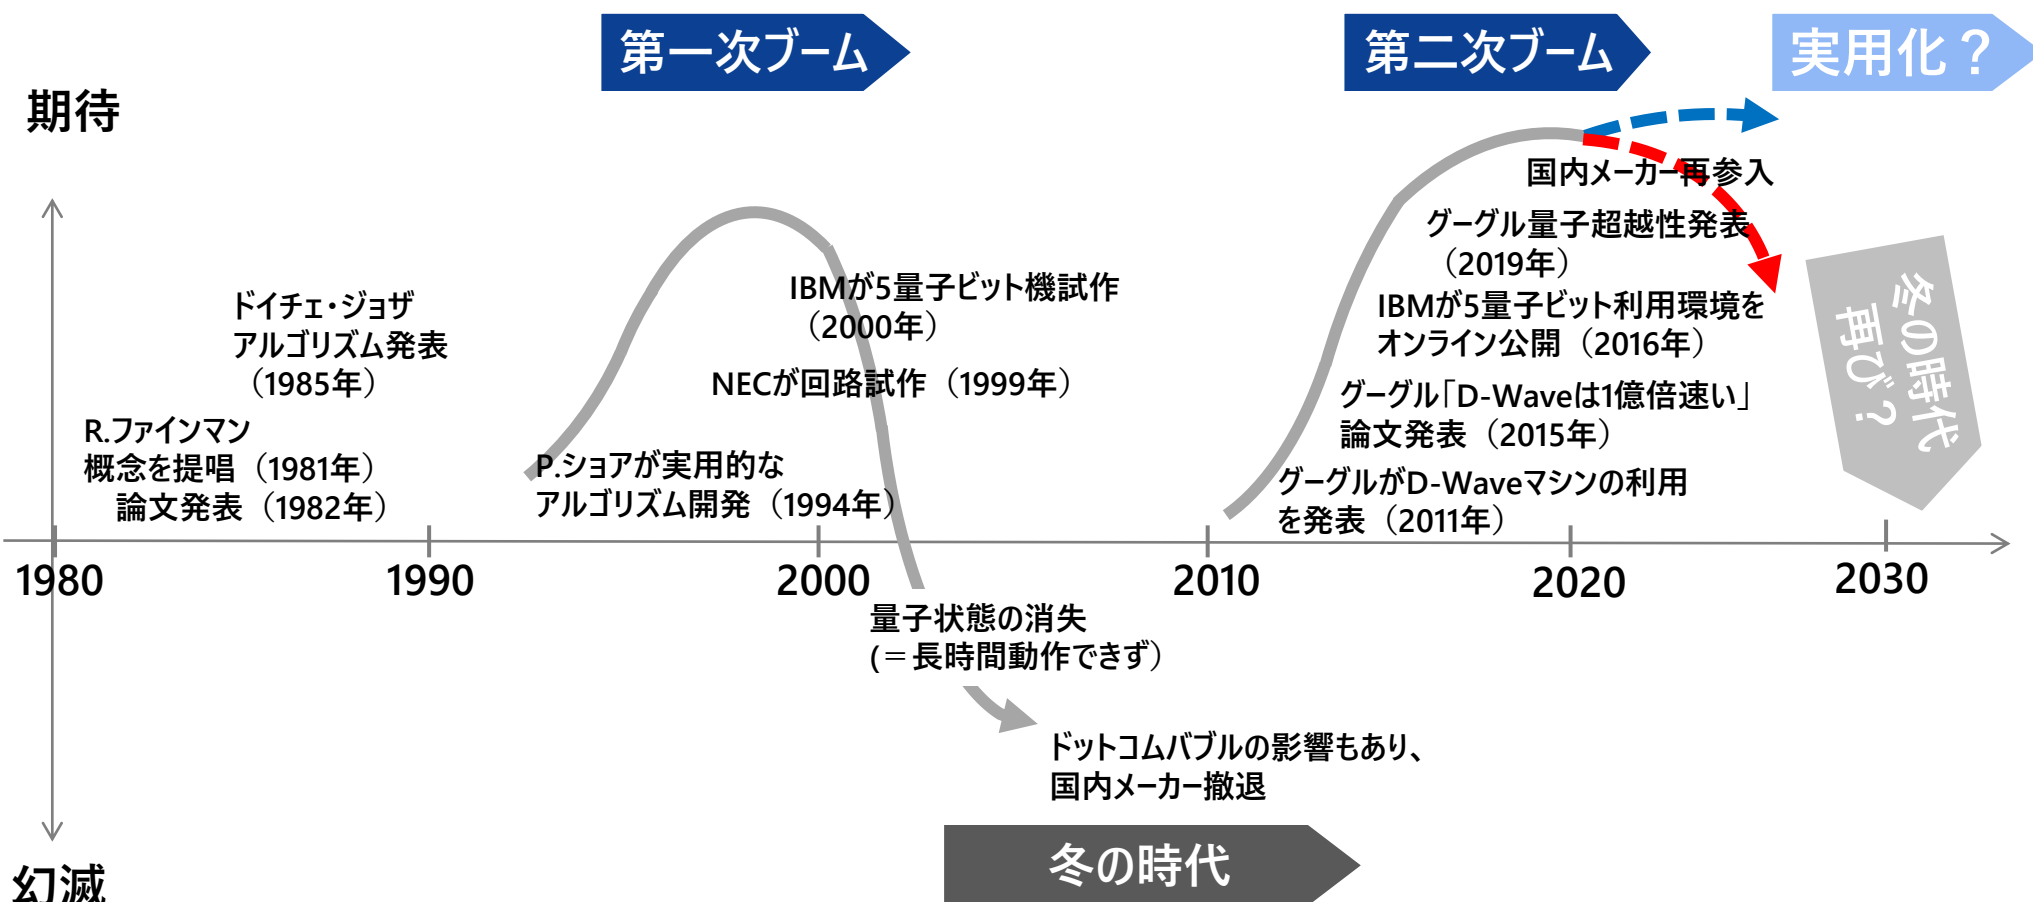 第一次ブーム
第二次ブーム
実用化？
期待
国内メーカー再参入
グーグル量子超越性発表
（2019年）
IBMが5量子ビット利用環境を
オンライン公開（2016年）
グーグル「D-Waveは1億倍速い」
論文発表（2015年）
グーグルがD-Waveマシンの利用
を発表（2011年）
冬の時代
再び？
IBMが5量子ビット機試作
（2000年）
NECが回路試作（1999年）
P.ショアが実用的な
アルゴリズム開発（1994年）
ドイチェ・ジョザ
アルゴリズム発表
（1985年）
R.ファインマン
概念を提唱（1981年）
論文発表（1982年）
1980
1990
2000
2010
2020
2030
量子状態の消失
(＝長時間動作できず）
ドットコムバブルの影響もあり、
国内メーカー撤退
冬の時代
幻滅